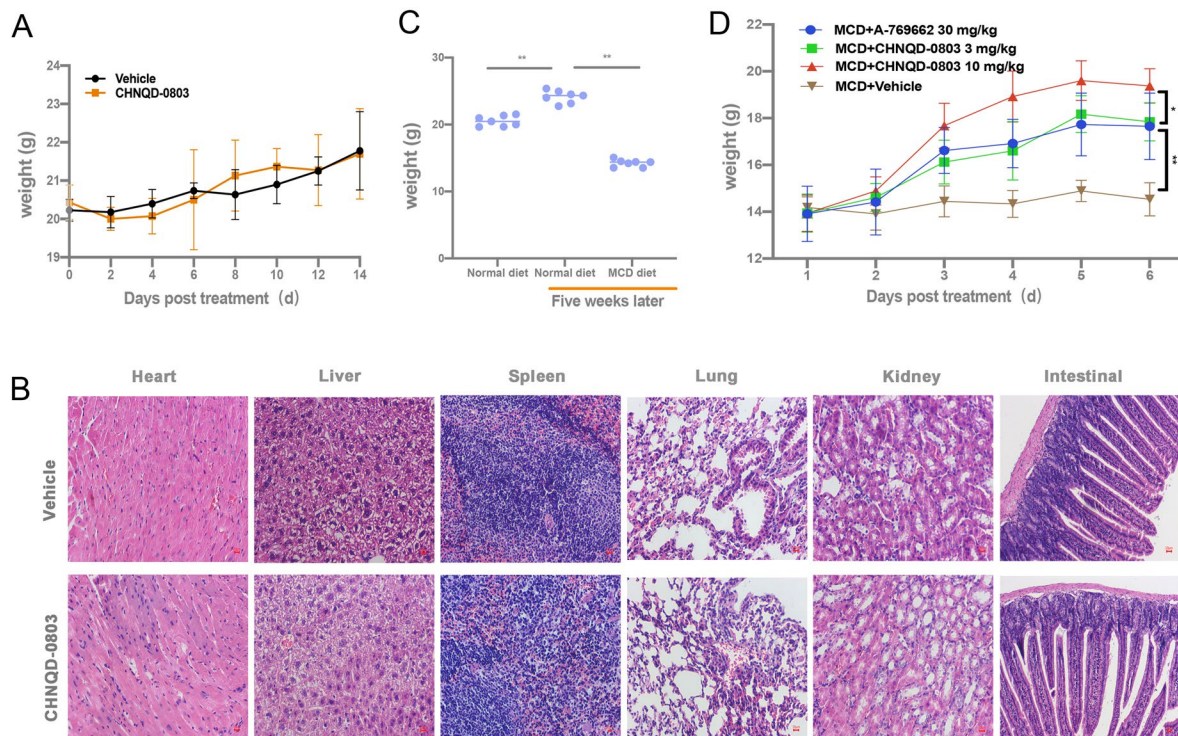 A
23
22
21
20
19
weight (g)
Vehicle
CHNQD-0803
0 2 4 6 8 10 12 14
Days post treatment (d)
C
30
20
10
0
weight (g)
** **
Normal diet Normal diet MCD diet
Five weeks later
D
22
20
18
16
14
12
weight (g)
MCD+A-769662 30 mg/kg
MCD+CHNQD-0803 3 mg/kg
MCD+CHNQD-0803 10 mg/kg
MCD+Vehicle
*
**
1 2 3 4 5 6
Days post treatment (d)
B
Heart Liver Spleen Lung Kidney Intestinal
Vehicle
CHNQD-0803